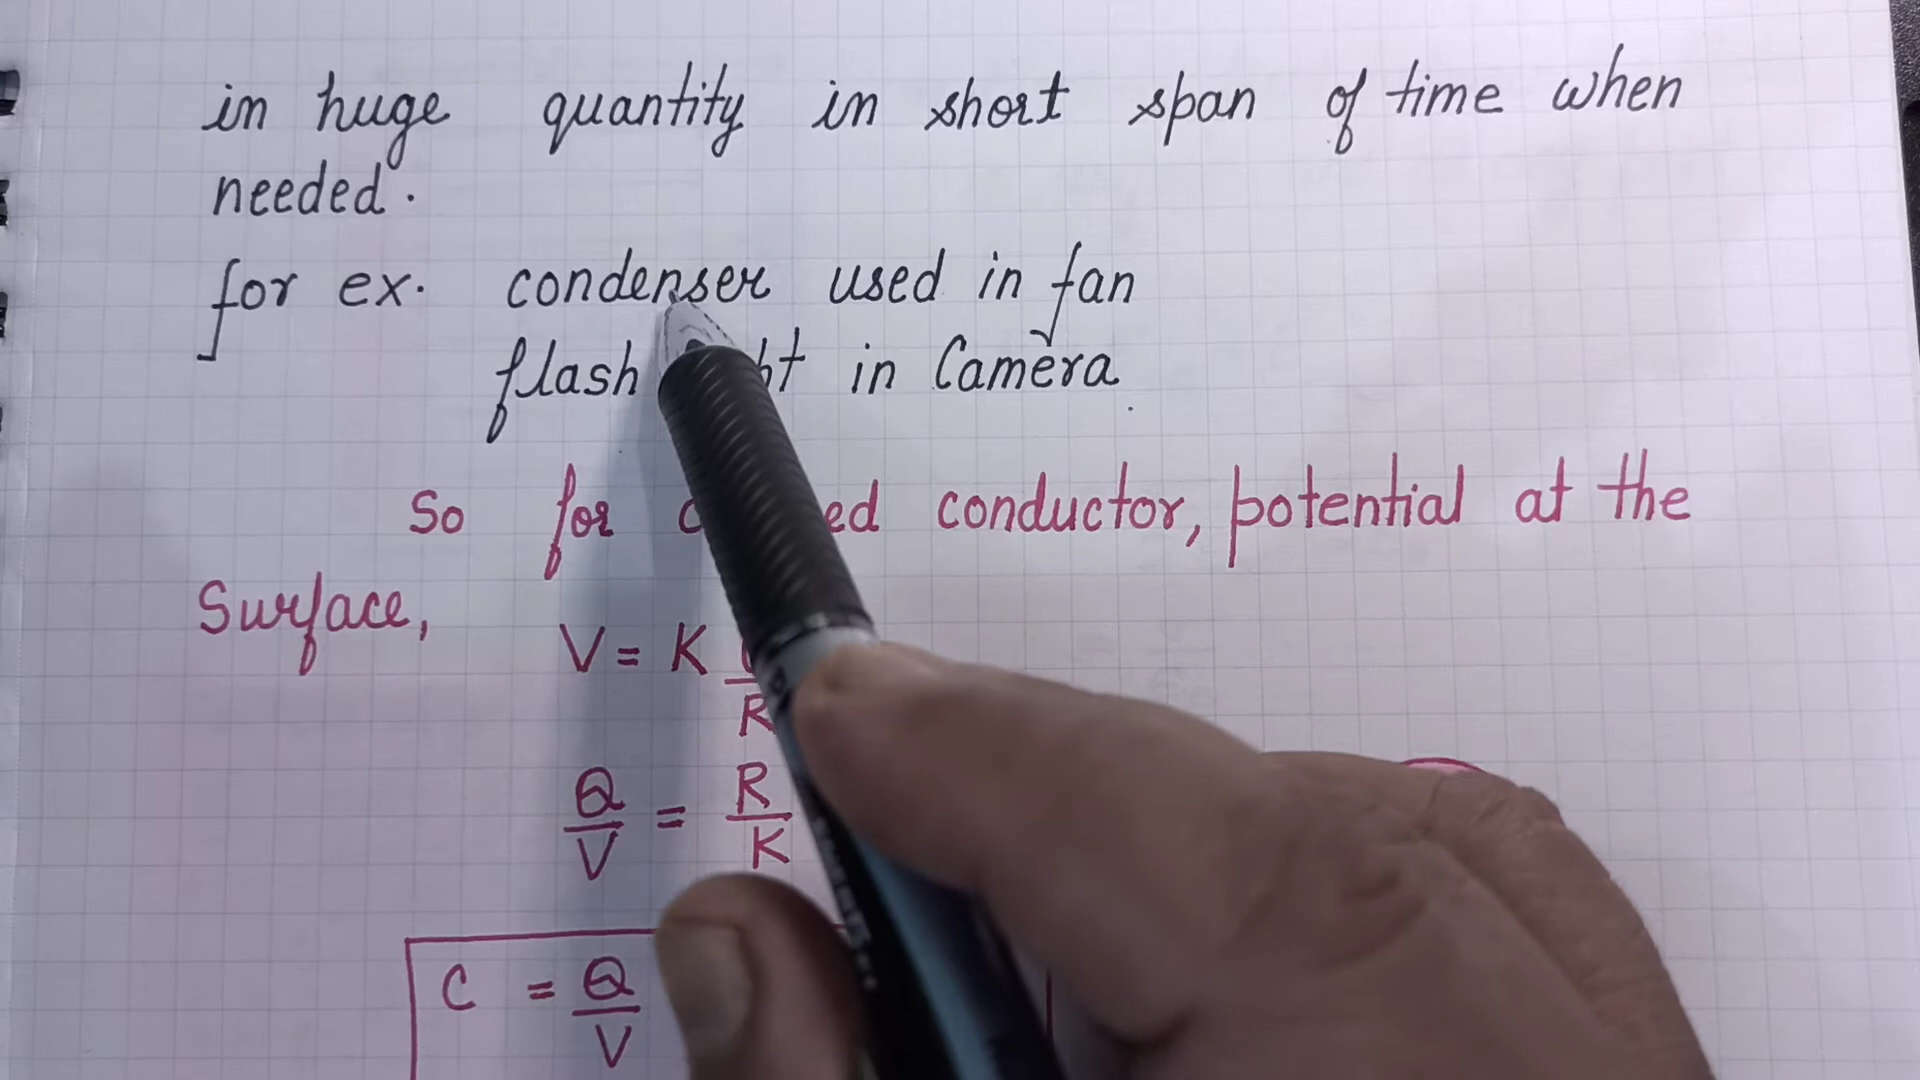 in huge quantity in short span of time when
needed.
for ex. condenser used in fan
flash in Camera
So for conductor, potential at the
Surface,
V = K
R
Q/V = R/K
C = Q/V